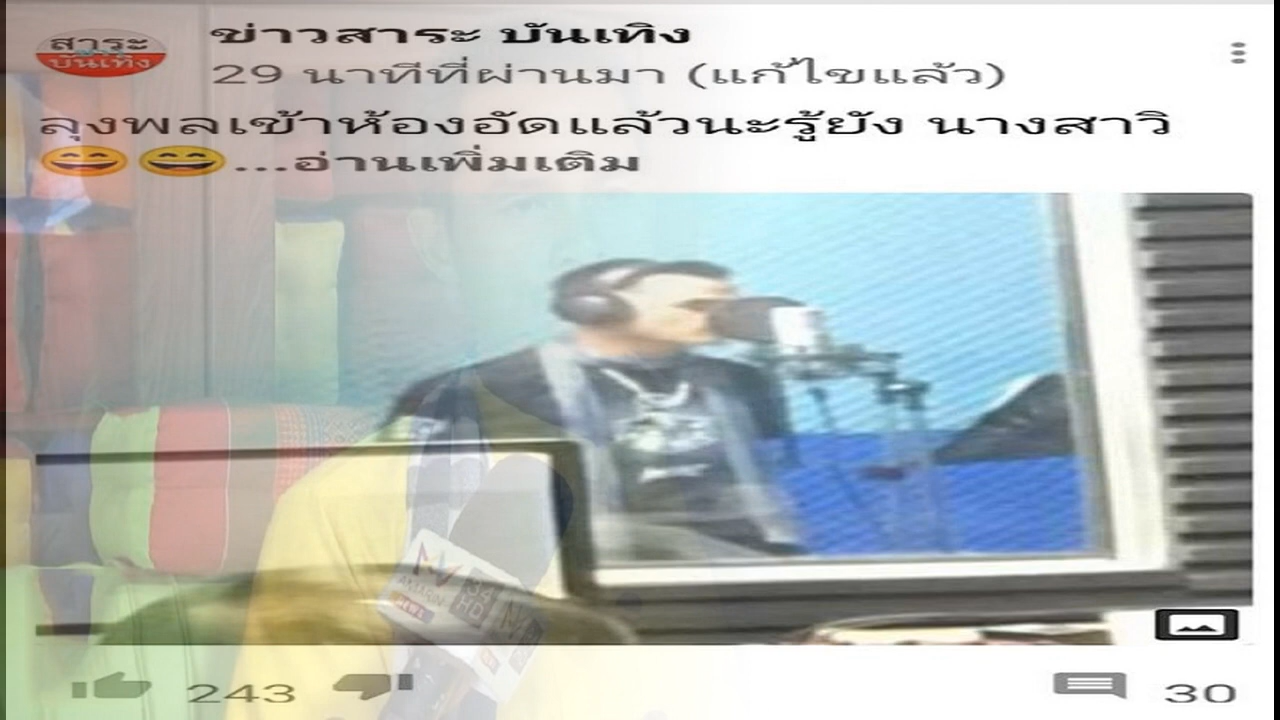 สาระ
บันเทิง
ข่าวสาระ บันเทิง
29 นาทีที่ผ่านมา (แก้ไขแล้ว)
ลุงพลเข้าห้องอัดแล้วนะรู้ยัง นางสาวิ
😄 😄...อ่านเพิ่มเติม
34
HD
243
30